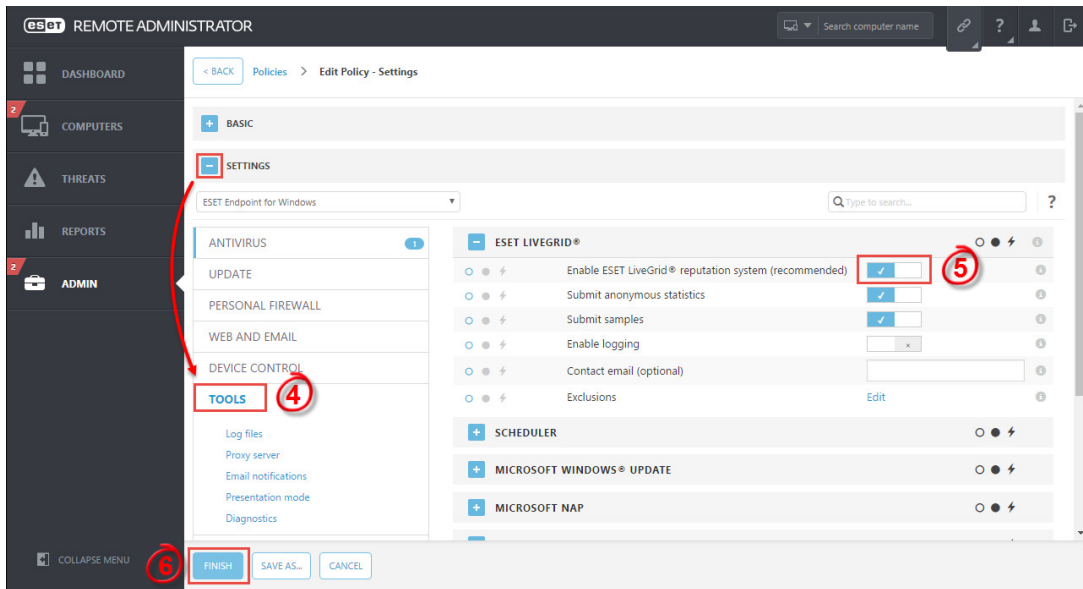 eset REMOTE ADMINISTRATOR
Search computer name
?
DASHBOARD
2
COMPUTERS
THREATS
REPORTS
2
ADMIN
COLLAPSE MENU
< BACK Policies > Edit Policy - Settings
+ BASIC
− SETTINGS
ESET Endpoint for Windows
Type to search...
?
ANTIVIRUS 1
UPDATE
PERSONAL FIREWALL
WEB AND EMAIL
DEVICE CONTROL
TOOLS
4
Log files
Proxy server
Email notifications
Presentation mode
Diagnostics
− ESET LIVEGRID®
Enable ESET LiveGrid® reputation system (recommended)
5
Submit anonymous statistics
Submit samples
Enable logging
Contact email (optional)
Exclusions Edit
+ SCHEDULER
+ MICROSOFT WINDOWS® UPDATE
+ MICROSOFT NAP
6
FINISH SAVE AS... CANCEL